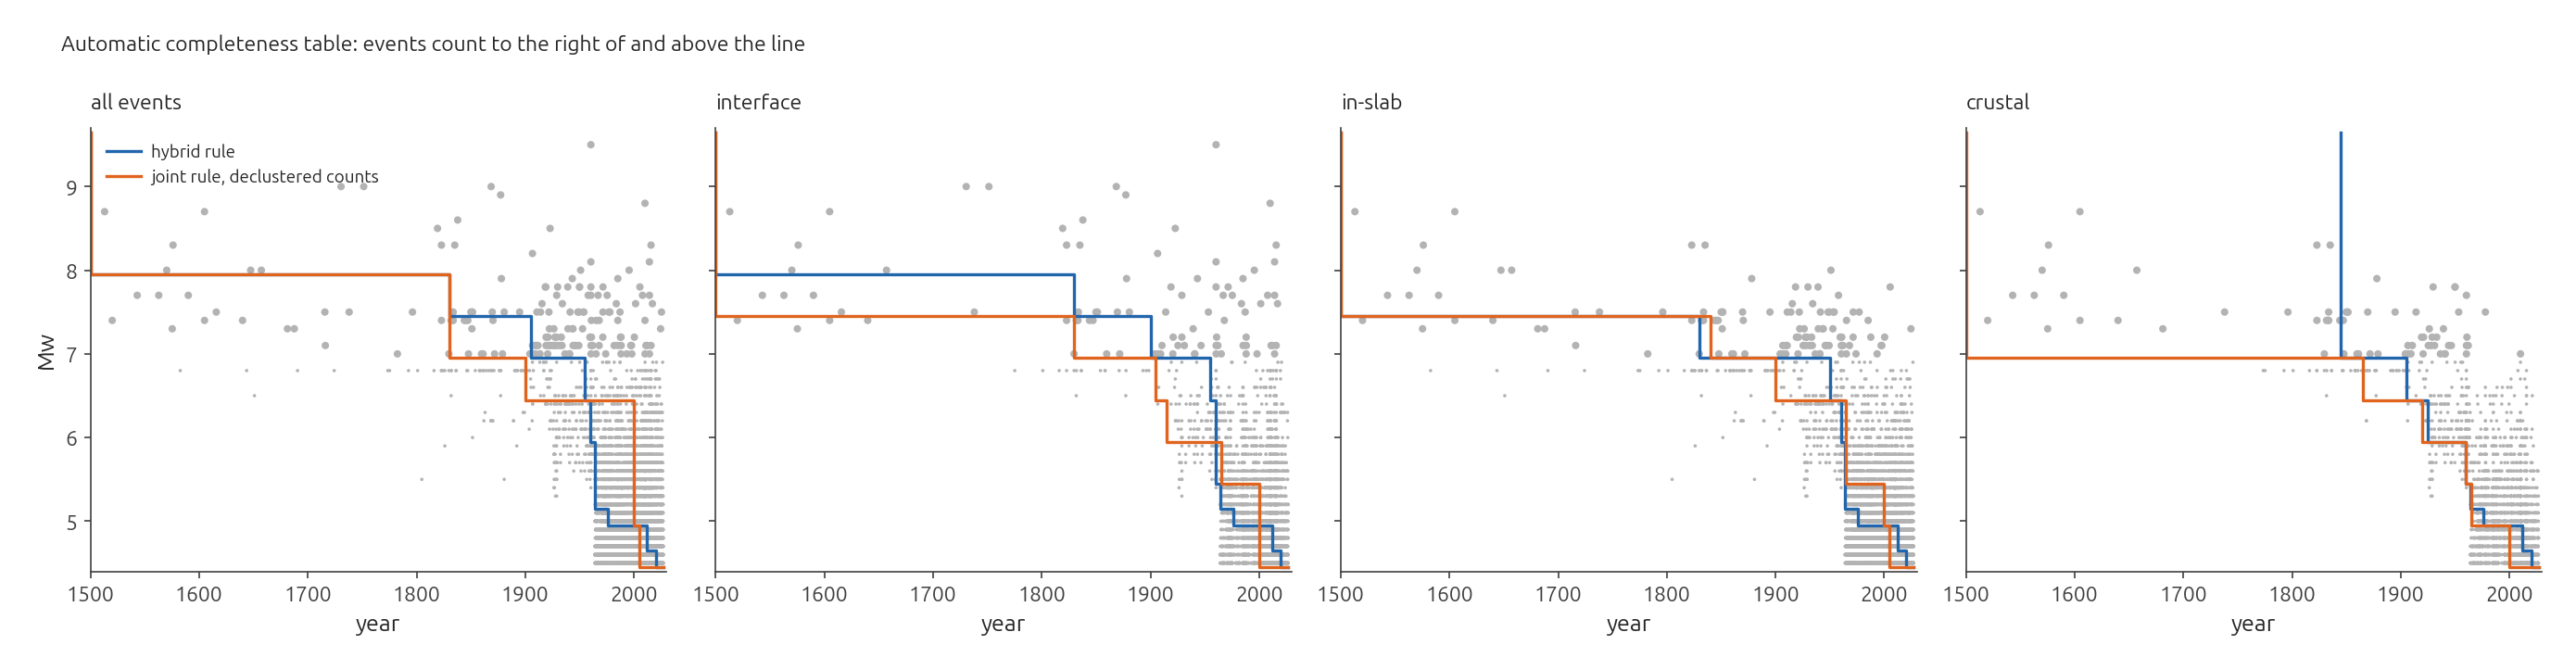 Automatic completeness table: events count to the right of and above the line
all events
interface
in-slab
crustal
hybrid rule
joint rule, declustered counts
9
8
7
6
5
Mw
1500 1600 1700 1800 1900 2000
1500 1600 1700 1800 1900 2000
1500 1600 1700 1800 1900 2000
1500 1600 1700 1800 1900 2000
year
year
year
year